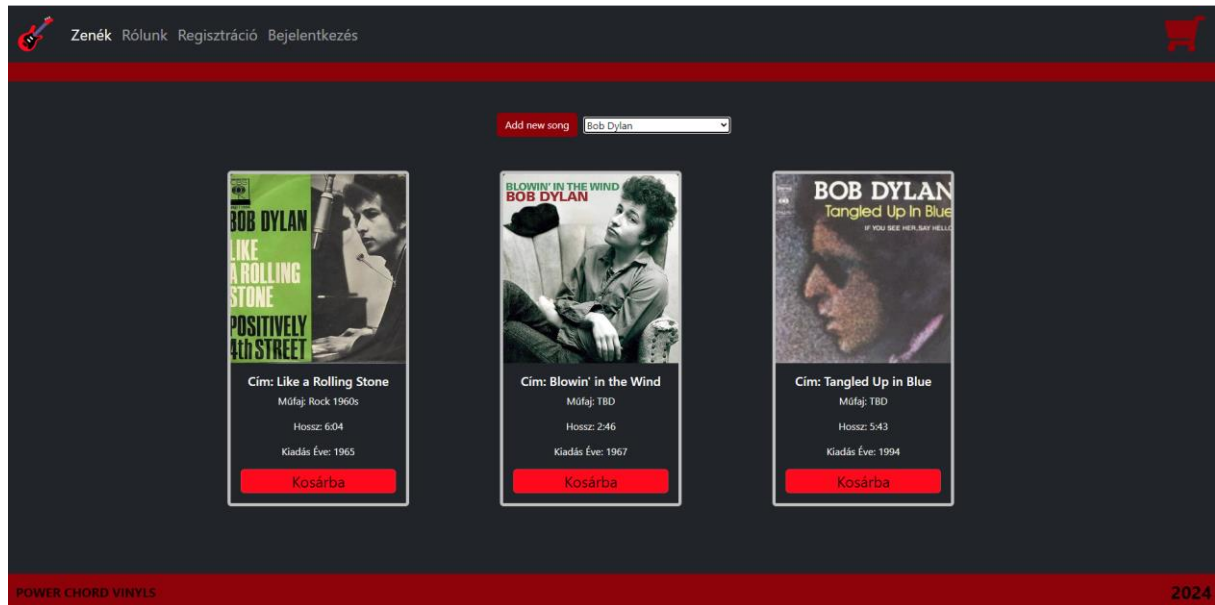 Zenék Rólunk Regisztráció Bejelentkezés
Add new song Bob Dylan
CBS
BOB DYLAN
LIKE
A ROLLING
STONE
POSITIVELY
4th STREET
Cím: Like a Rolling Stone
Műfaj: Rock 1960s
Hossz: 6:04
Kiadás Éve: 1965
Kosárba
BLOWIN' IN THE WIND
BOB DYLAN
Cím: Blowin' in the Wind
Műfaj: TBD
Hossz: 2:46
Kiadás Éve: 1967
Kosárba
BOB DYLAN
Tangled Up In Blue
IF YOU SEE HER, SAY HELLO
Cím: Tangled Up in Blue
Műfaj: TBD
Hossz: 5:43
Kiadás Éve: 1994
Kosárba
POWER CHORD VINYLS
2024